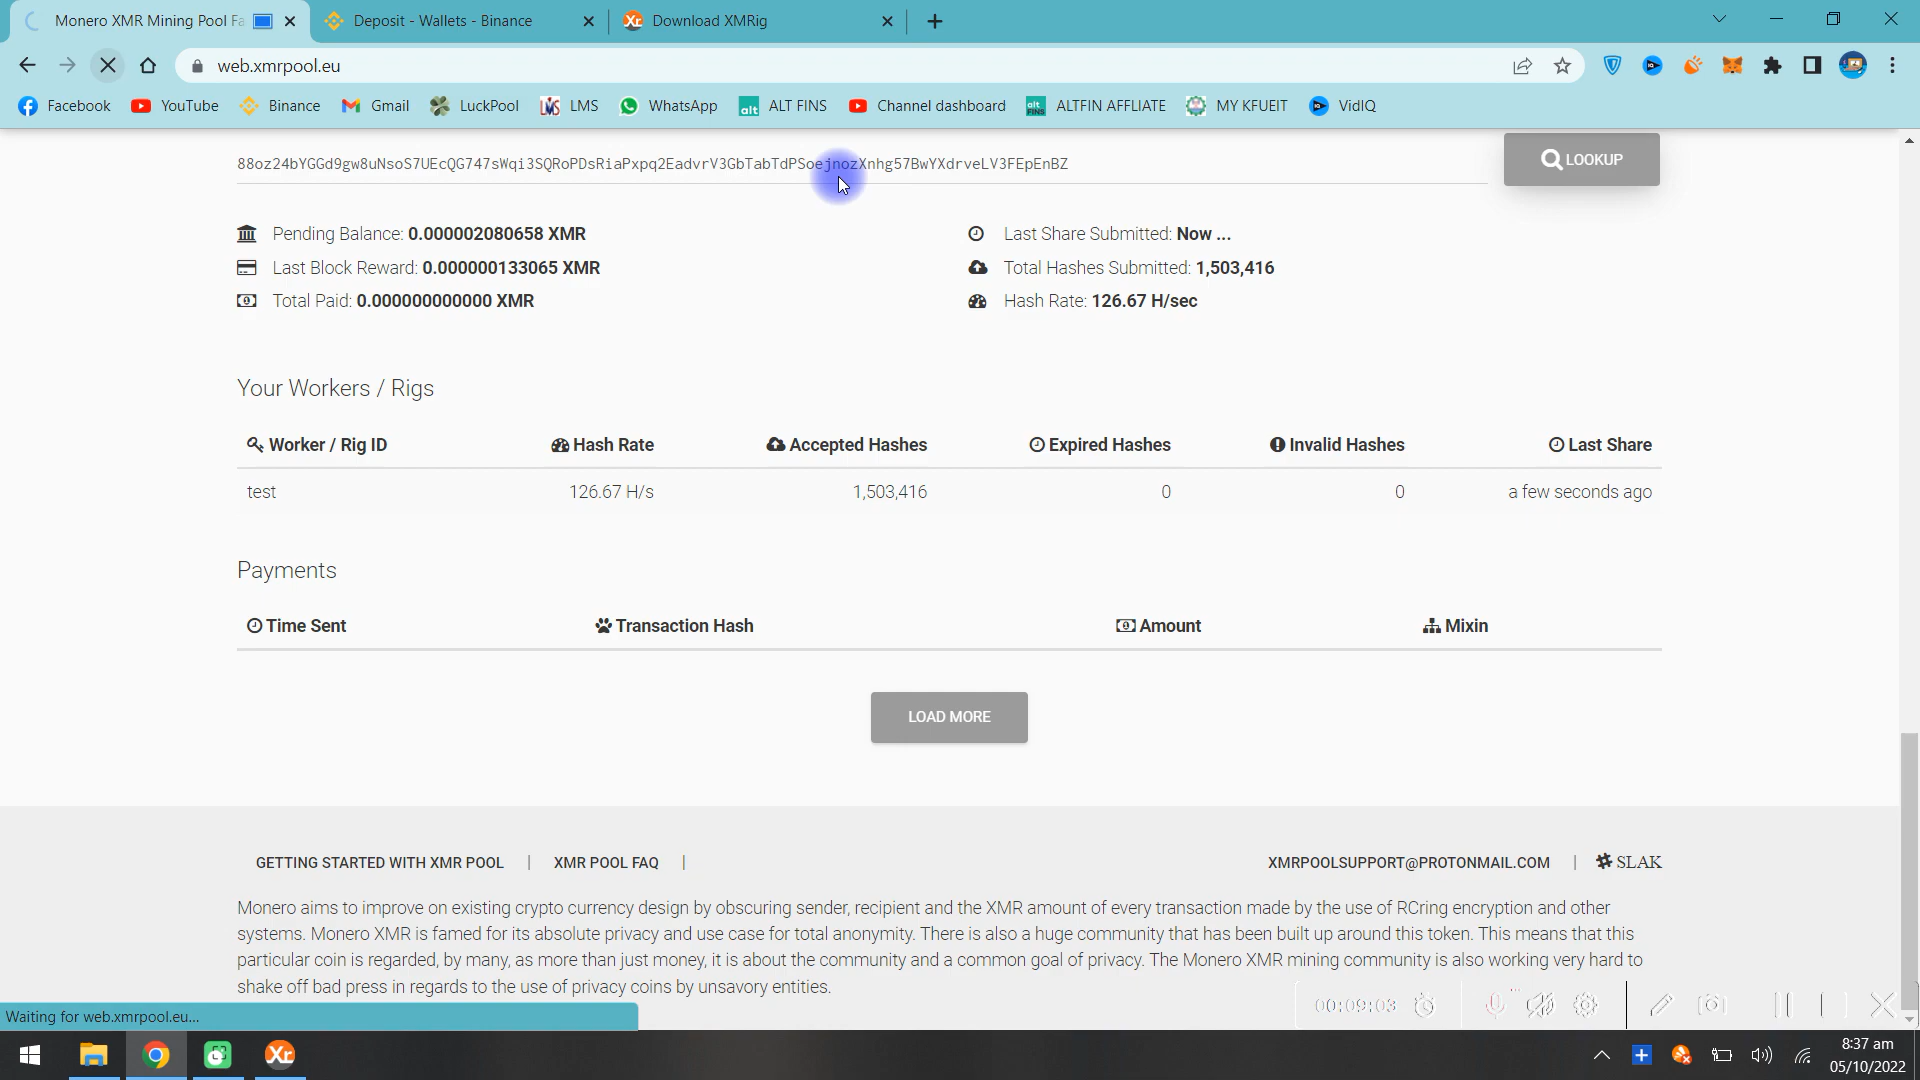 Monero XMR Mining Pool Fa
Deposit - Wallets - Binance
Xr Download XMRig
web.xmrpool.eu
Facebook YouTube Binance Gmail LuckPool LMS WhatsApp alt ALT FINS Channel dashboard alt FINS ALTFIN AFFLIATE MY KFUEIT VidIQ
88oz24bYGGd9gw8uNsoS7UEcQG747sWqi3SQRoPDsRiaPxpq2EadvrV3GbTabTdPSoejnozXnhg57BwYXdrveLV3FEpEnBZ
LOOKUP
Pending Balance: 0.000002080658 XMR
Last Share Submitted: Now ...
Last Block Reward: 0.000000133065 XMR
Total Hashes Submitted: 1,503,416
Total Paid: 0.000000000000 XMR
Hash Rate: 126.67 H/sec
Your Workers / Rigs
Worker / Rig ID Hash Rate Accepted Hashes Expired Hashes Invalid Hashes Last Share
test 126.67 H/s 1,503,416 0 0 a few seconds ago
Payments
Time Sent Transaction Hash Amount Mixin
LOAD MORE
GETTING STARTED WITH XMR POOL | XMR POOL FAQ |
XMRPOOLSUPPORT@PROTONMAIL.COM | SLAK
Monero aims to improve on existing crypto currency design by obscuring sender, recipient and the XMR amount of every transaction made by the use of RCring encryption and other
systems. Monero XMR is famed for its absolute privacy and use case for total anonymity. There is also a huge community that has been built up around this token. This means that this
particular coin is regarded, by many, as more than just money, it is about the community and a common goal of privacy. The Monero XMR mining community is also working very hard to
shake off bad press in regards to the use of privacy coins by unsavory entities.
00:09:03
Waiting for web.xmrpool.eu...
Xr
8:37 am
05/10/2022